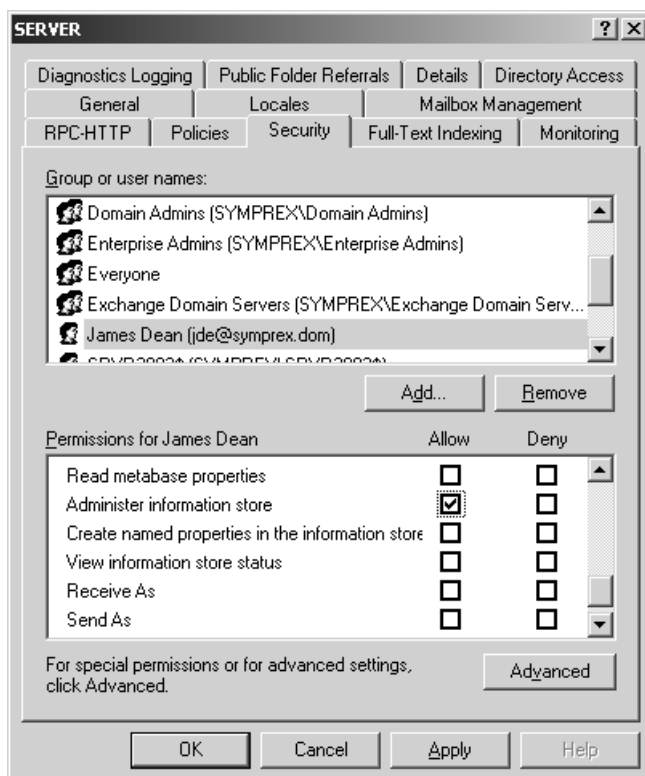 SERVER
Diagnostics Logging Public Folder Referrals Details Directory Access
General Locales Mailbox Management
RPC-HTTP Policies Security Full-Text Indexing Monitoring
Group or user names:
Domain Admins (SYMPREX\Domain Admins)
Enterprise Admins (SYMPREX\Enterprise Admins)
Everyone
Exchange Domain Servers (SYMPREX\Exchange Domain Serv...
James Dean (jde@symprex.dom)
Add... Remove
Permissions for James Dean Allow Deny
Read metabase properties
Administer information store
Create named properties in the information store
View information store status
Receive As
Send As
For special permissions or for advanced settings,
click Advanced.
Advanced
OK Cancel Apply Help